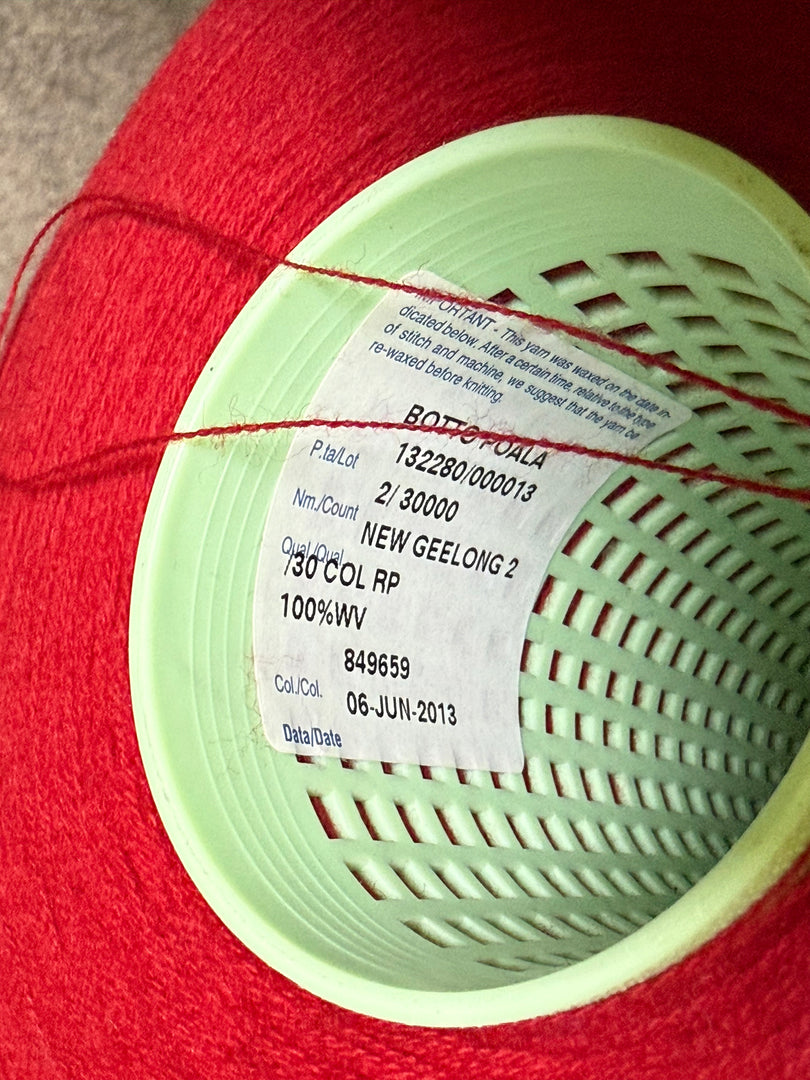 IMPORTANT - This yarn was waxed on the date in-
dicated below. After a certain time, relative to the type
of stitch and machine, we suggest that the yarn be
re-waxed before knitting.
BOTTO POALA
P.ta/Lot 132280/000013
Nm./Count 2/ 30000
Qual./Qual. NEW GEELONG 2
/30 COL RP
100%WV
Col./Col. 849659
Data/Date 06-JUN-2013